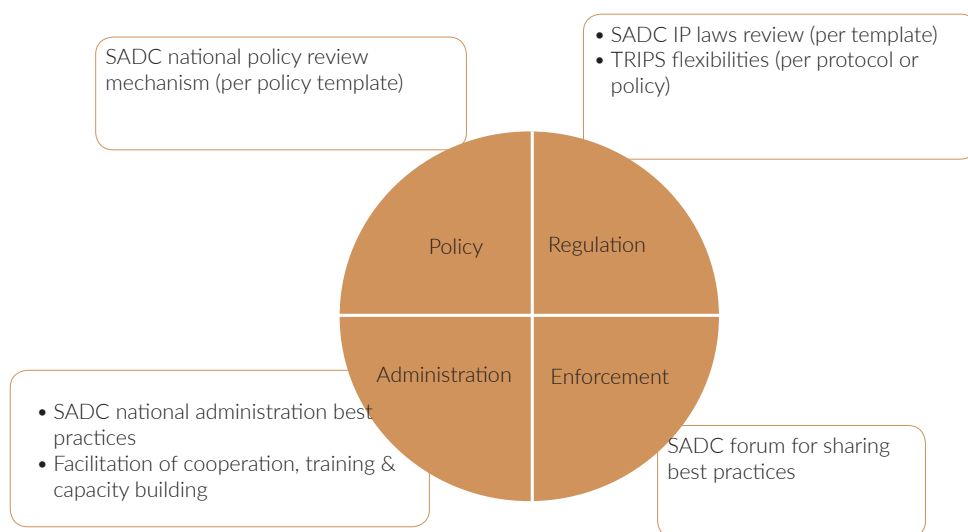 SADC national policy review
mechanism (per policy template)
• SADC IP laws review (per template)
• TRIPS flexibilities (per protocol or
policy)
Policy
Regulation
Administration
Enforcement
• SADC national administration best
practices
• Facilitation of cooperation, training &
capacity building
SADC forum for sharing
best practices